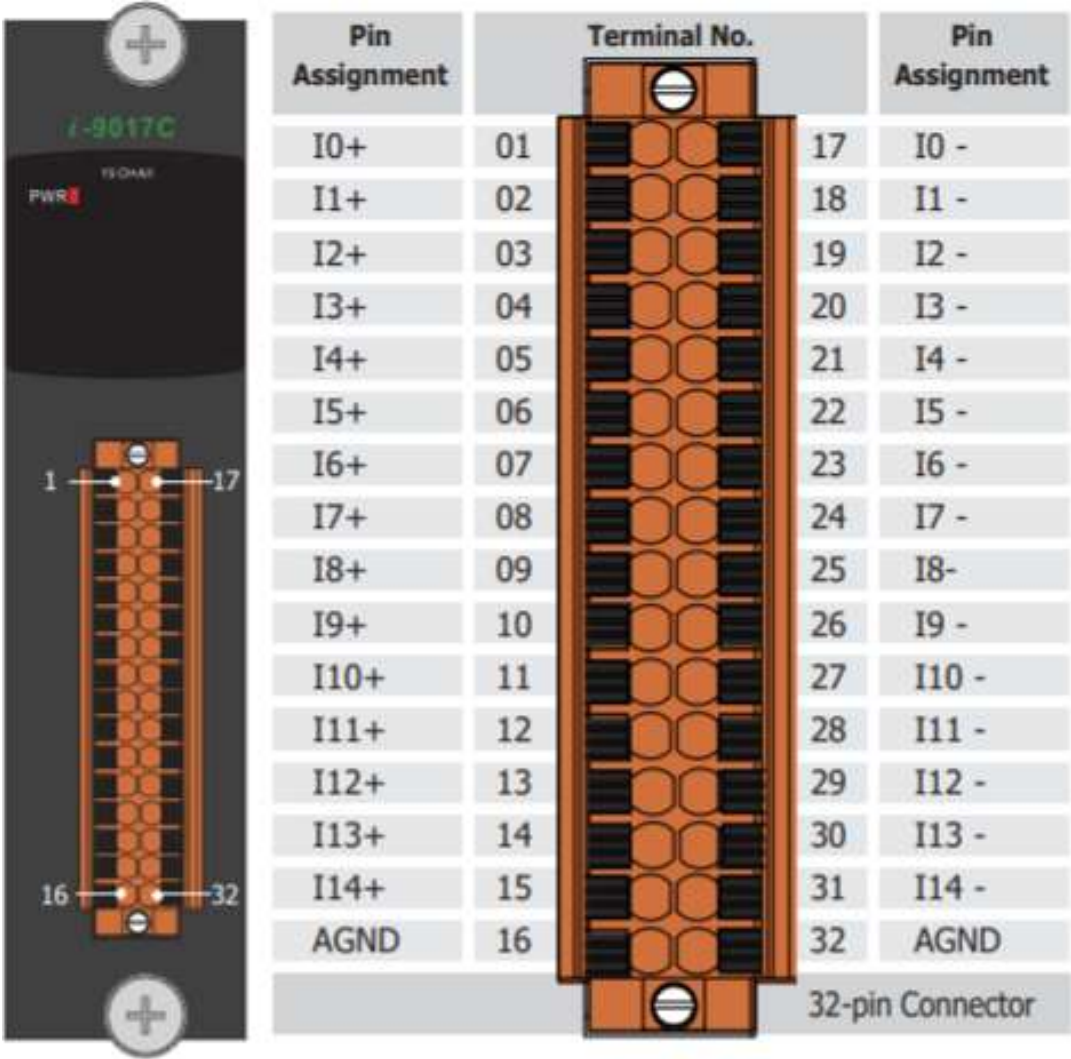 i-9017C
15 CH AII
PWR
1 17
16 32
Pin Assignment Terminal No. Pin Assignment
I0+ 01 17 I0 -
I1+ 02 18 I1 -
I2+ 03 19 I2 -
I3+ 04 20 I3 -
I4+ 05 21 I4 -
I5+ 06 22 I5 -
I6+ 07 23 I6 -
I7+ 08 24 I7 -
I8+ 09 25 I8-
I9+ 10 26 I9 -
I10+ 11 27 I10 -
I11+ 12 28 I11 -
I12+ 13 29 I12 -
I13+ 14 30 I13 -
I14+ 15 31 I14 -
AGND 16 32 AGND
32-pin Connector